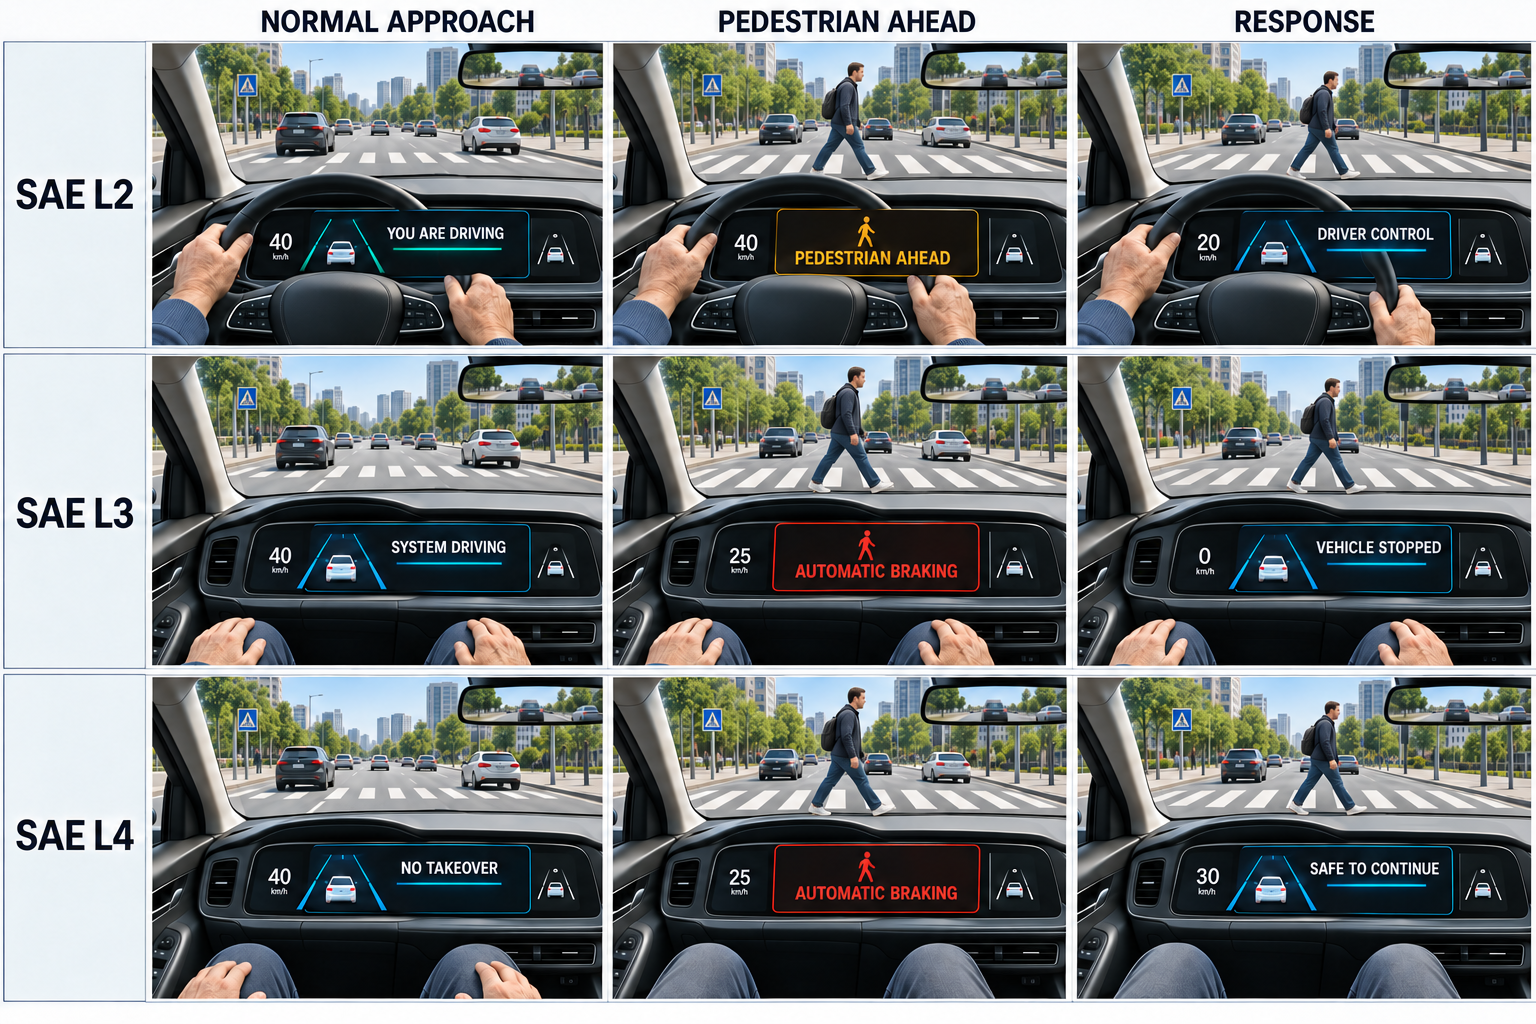 NORMAL APPROACH
PEDESTRIAN AHEAD
RESPONSE
SAE L2
40
km/h
YOU ARE DRIVING
40
km/h
PEDESTRIAN AHEAD
20
km/h
DRIVER CONTROL
SAE L3
40
km/h
SYSTEM DRIVING
25
km/h
AUTOMATIC BRAKING
0
km/h
VEHICLE STOPPED
SAE L4
40
km/h
NO TAKEOVER
25
km/h
AUTOMATIC BRAKING
30
km/h
SAFE TO CONTINUE